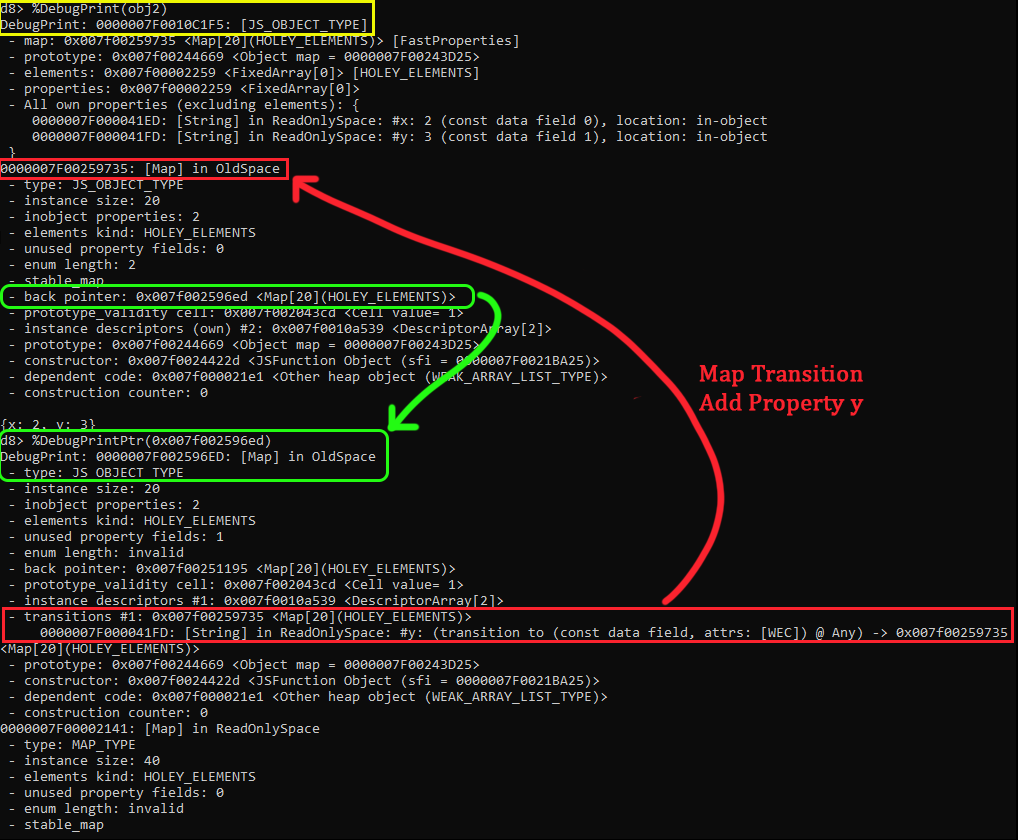 d8> %DebugPrint(obj2)
DebugPrint: 0000007F0010C1F5: [JS_OBJECT_TYPE]
- map: 0x007f00259735 <Map[20](HOLEY_ELEMENTS)> [FastProperties]
- prototype: 0x007f00244669 <Object map = 0000007F00243D25>
- elements: 0x007f00002259 <FixedArray[0]> [HOLEY_ELEMENTS]
- properties: 0x007f00002259 <FixedArray[0]>
- All own properties (excluding elements): {
0000007F000041ED: [String] in ReadOnlySpace: #x: 2 (const data field 0), location: in-object
0000007F000041FD: [String] in ReadOnlySpace: #y: 3 (const data field 1), location: in-object
}
0000007F00259735: [Map] in OldSpace
- type: JS_OBJECT_TYPE
- instance size: 20
- inobject properties: 2
- elements kind: HOLEY_ELEMENTS
- unused property fields: 0
- enum length: 2
- stable_map
- back pointer: 0x007f002596ed <Map[20](HOLEY_ELEMENTS)>
- prototype_validity cell: 0x007f002043cd <Cell value= 1>
- instance descriptors (own) #2: 0x007f0010a539 <DescriptorArray[2]>
- prototype: 0x007f00244669 <Object map = 0000007F00243D25>
- constructor: 0x007f0024422d <JSFunction Object (sfi = 0000007F0021BA25)>
- dependent code: 0x007f000021e1 <Other heap object (WEAK_ARRAY_LIST_TYPE)>
- construction counter: 0
{x: 2, y: 3}
Map Transition
Add Property y
d8> %DebugPrintPtr(0x007f002596ed)
DebugPrint: 0000007F002596ED: [Map] in OldSpace
- type: JS_OBJECT_TYPE
- instance size: 20
- inobject properties: 2
- elements kind: HOLEY_ELEMENTS
- unused property fields: 1
- enum length: invalid
- back pointer: 0x007f00251195 <Map[20](HOLEY_ELEMENTS)>
- prototype_validity cell: 0x007f002043cd <Cell value= 1>
- instance descriptors #1: 0x007f0010a539 <DescriptorArray[2]>
- transitions #1: 0x007f00259735 <Map[20](HOLEY_ELEMENTS)>
0000007F000041FD: [String] in ReadOnlySpace: #y: (transition to (const data field, attrs: [WEC]) @ Any) -> 0x007f00259735
<Map[20](HOLEY_ELEMENTS)>
- prototype: 0x007f00244669 <Object map = 0000007F00243D25>
- constructor: 0x007f0024422d <JSFunction Object (sfi = 0000007F0021BA25)>
- dependent code: 0x007f000021e1 <Other heap object (WEAK_ARRAY_LIST_TYPE)>
- construction counter: 0
0000007F00002141: [Map] in ReadOnlySpace
- type: MAP_TYPE
- instance size: 40
- elements kind: HOLEY_ELEMENTS
- unused property fields: 0
- enum length: invalid
- stable_map